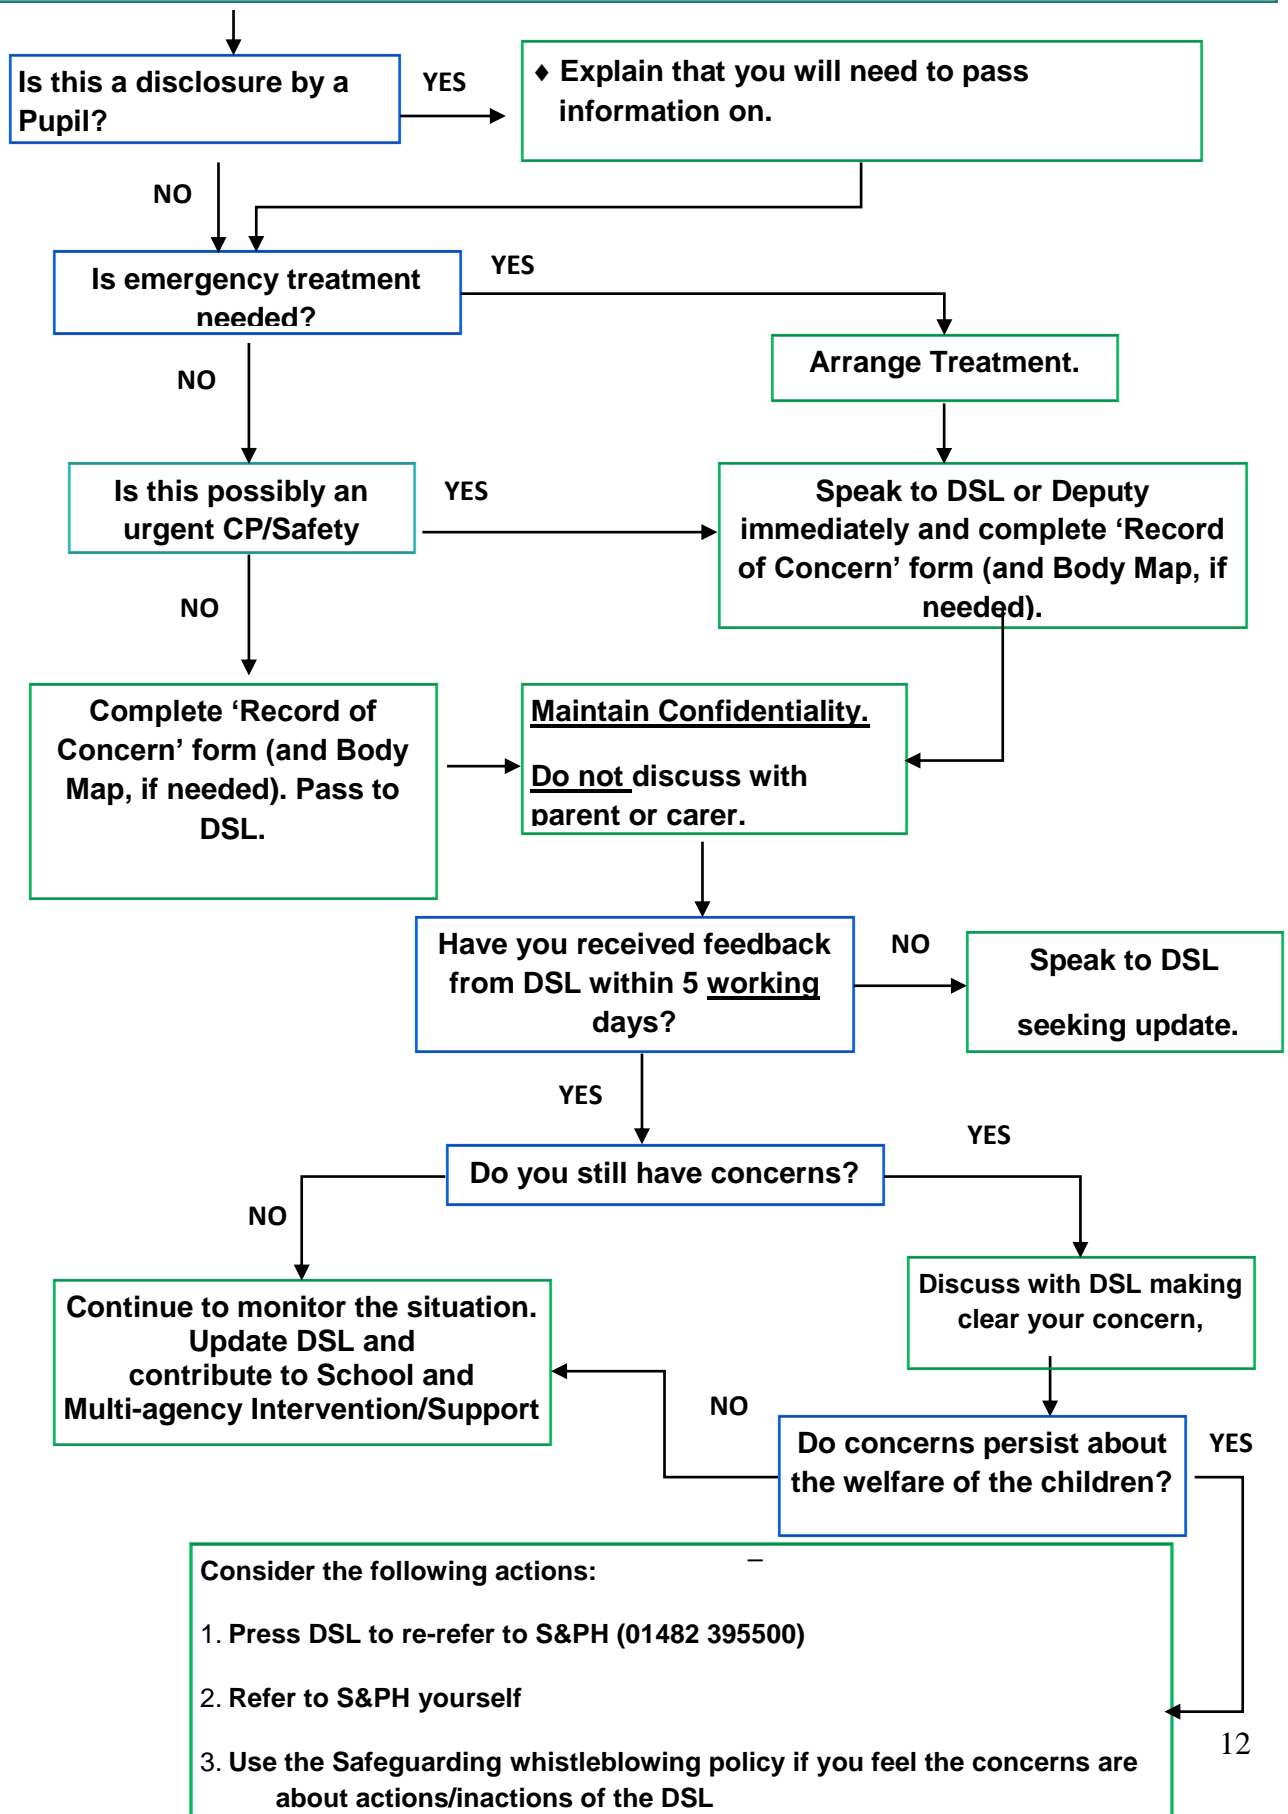 Is this a disclosure by a
Pupil?
YES
♦ Explain that you will need to pass
information on.
NO
Is emergency treatment
needed?
YES
Arrange Treatment.
NO
Is this possibly an
urgent CP/Safety
YES
Speak to DSL or Deputy
immediately and complete ‘Record
of Concern’ form (and Body Map, if
needed).
NO
Complete ‘Record of
Concern’ form (and Body
Map, if needed). Pass to
DSL.
Maintain Confidentiality.
Do not discuss with
parent or carer.
Have you received feedback
from DSL within 5 working
days?
NO
Speak to DSL
seeking update.
YES
Do you still have concerns?
YES
NO
Continue to monitor the situation.
Update DSL and
contribute to School and
Multi-agency Intervention/Support
Discuss with DSL making
clear your concern,
NO
Do concerns persist about
the welfare of the children?
YES
Consider the following actions:
1. Press DSL to re-refer to S&PH (01482 395500)
2. Refer to S&PH yourself
3. Use the Safeguarding whistleblowing policy if you feel the concerns are
about actions/inactions of the DSL
12